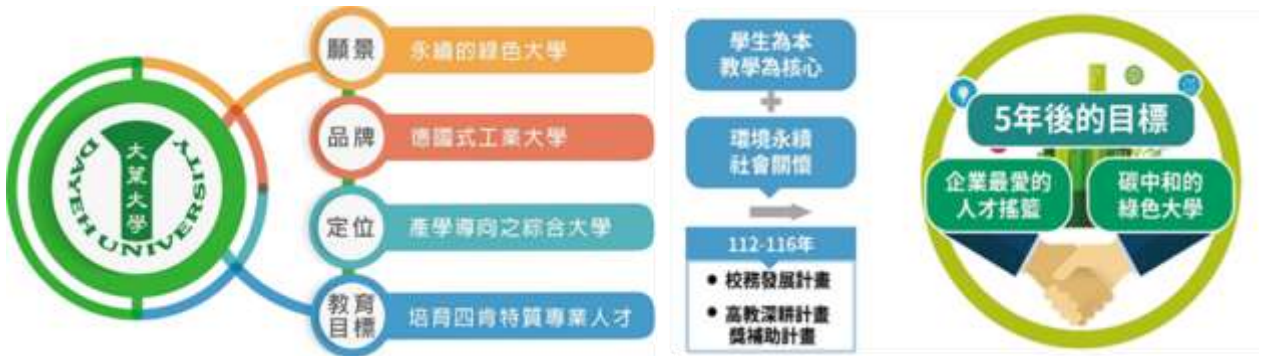 大葉大學
DAYEH UNIVERSITY
願景
永續的綠色大學
品牌
德國式工業大學
定位
產學導向之綜合大學
教育
目標
培育四肯特質專業人才
學生為本
教學為核心
+
環境永續
社會關懷
112-116年
● 校務發展計畫
● 高教深耕計畫
獎補助計畫
5年後的目標
企業最愛的
人才搖籃
碳中和的
綠色大學